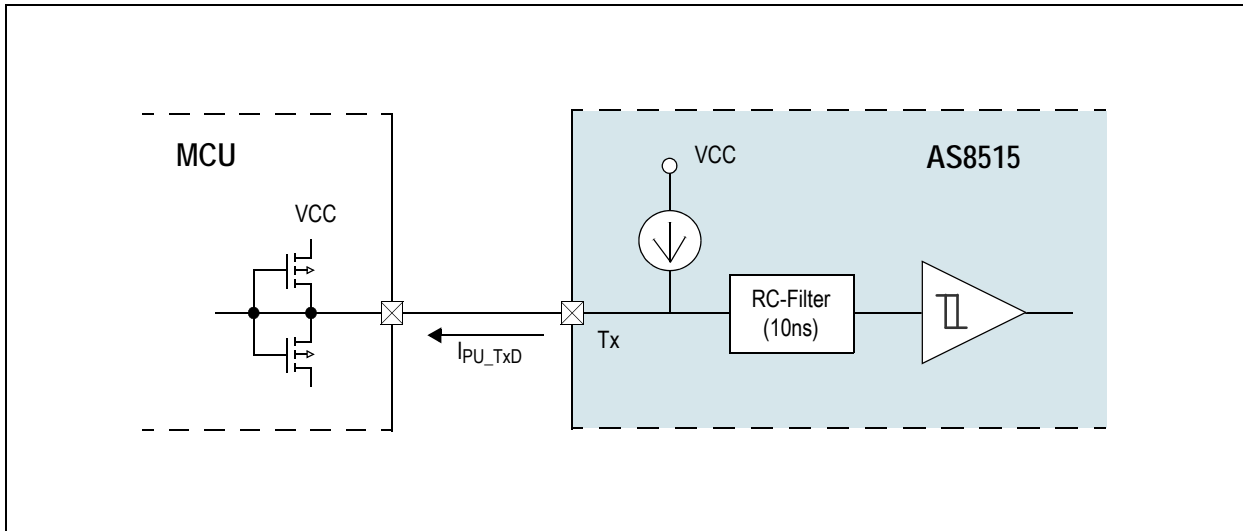 MCU
VCC
I_PU_TxD
VCC
AS8515
Tx
RC-Filter
(10ns)